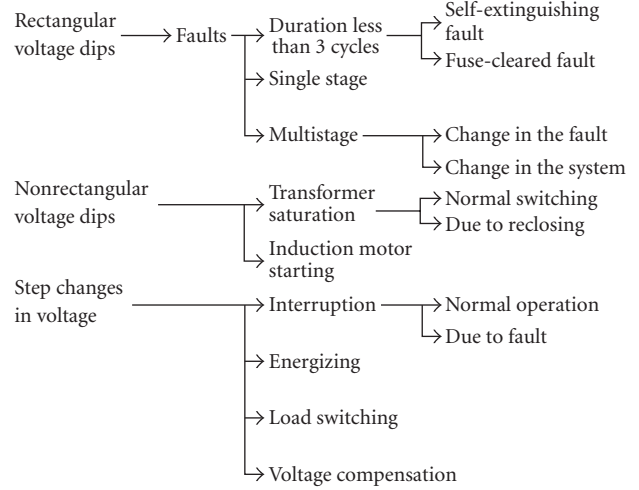 Rectangular
voltage dips
Faults
Duration less
than 3 cycles
Self-extinguishing
fault
Fuse-cleared fault
Single stage
Multistage
Change in the fault
Change in the system
Nonrectangular
voltage dips
Transformer
saturation
Normal switching
Due to reclosing
Induction motor
starting
Step changes
in voltage
Interruption
Normal operation
Due to fault
Energizing
Load switching
Voltage compensation